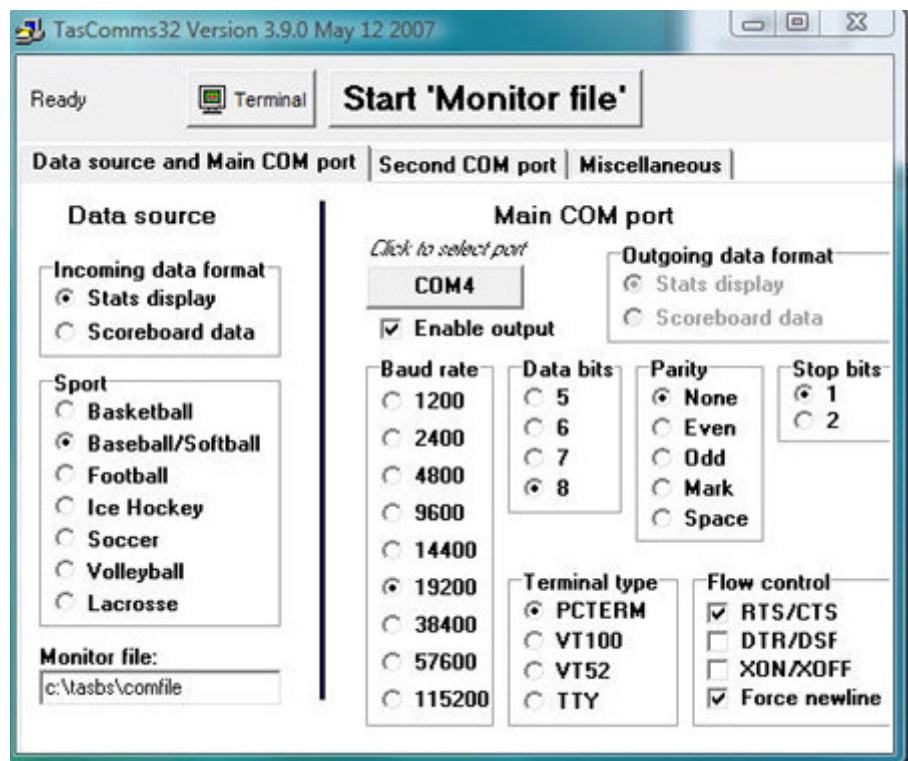 TasComms32 Version 3.9.0 May 12 2007
Ready
Terminal
Start 'Monitor file'
Data source and Main COM port
Second COM port
Miscellaneous
Data source
Incoming data format
Stats display
Scoreboard data
Sport
Basketball
Baseball/Softball
Football
Ice Hockey
Soccer
Volleyball
Lacrosse
Monitor file:
c:\tasbs\comfile
Main COM port
Click to select port
COM4
Enable output
Outgoing data format
Stats display
Scoreboard data
Baud rate
1200
2400
4800
9600
14400
19200
38400
57600
115200
Data bits
5
6
7
8
Parity
None
Even
Odd
Mark
Space
Stop bits
1
2
Terminal type
PCTERM
VT100
VT52
TTY
Flow control
RTS/CTS
DTR/DSF
XON/XOFF
Force newline